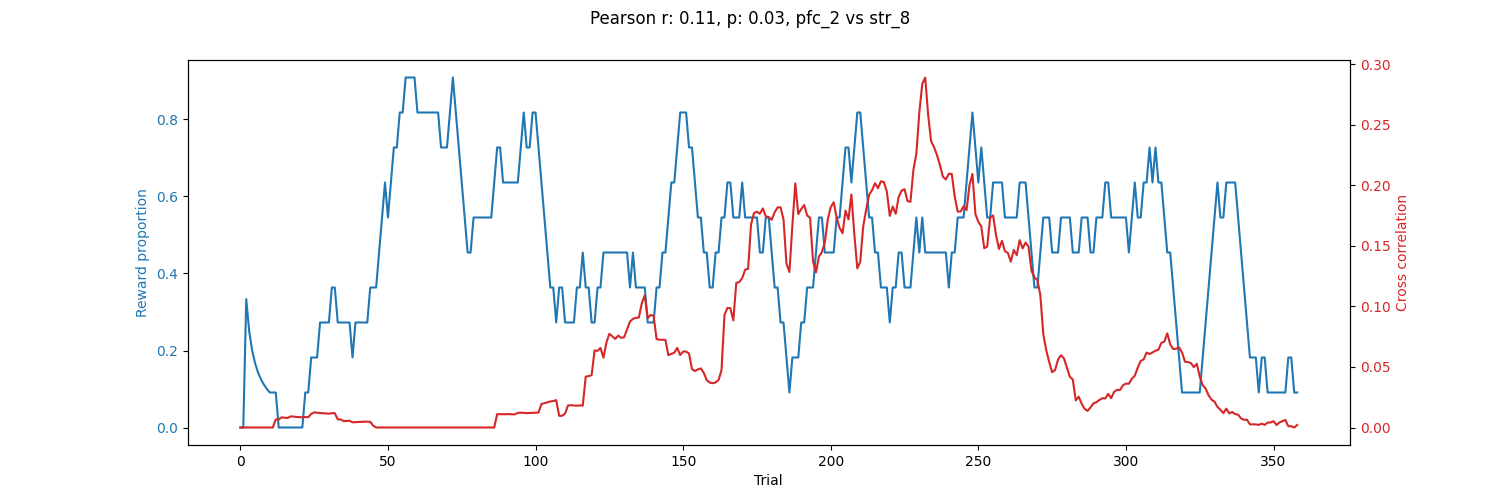 Pearson r: 0.11, p: 0.03, pfc_2 vs str_8
Reward proportion
0.8
0.6
0.4
0.2
0.0
0.30
0.25
0.20
0.15
0.10
0.05
0.00
Cross correlation
0 50 100 150 200 250 300 350
Trial